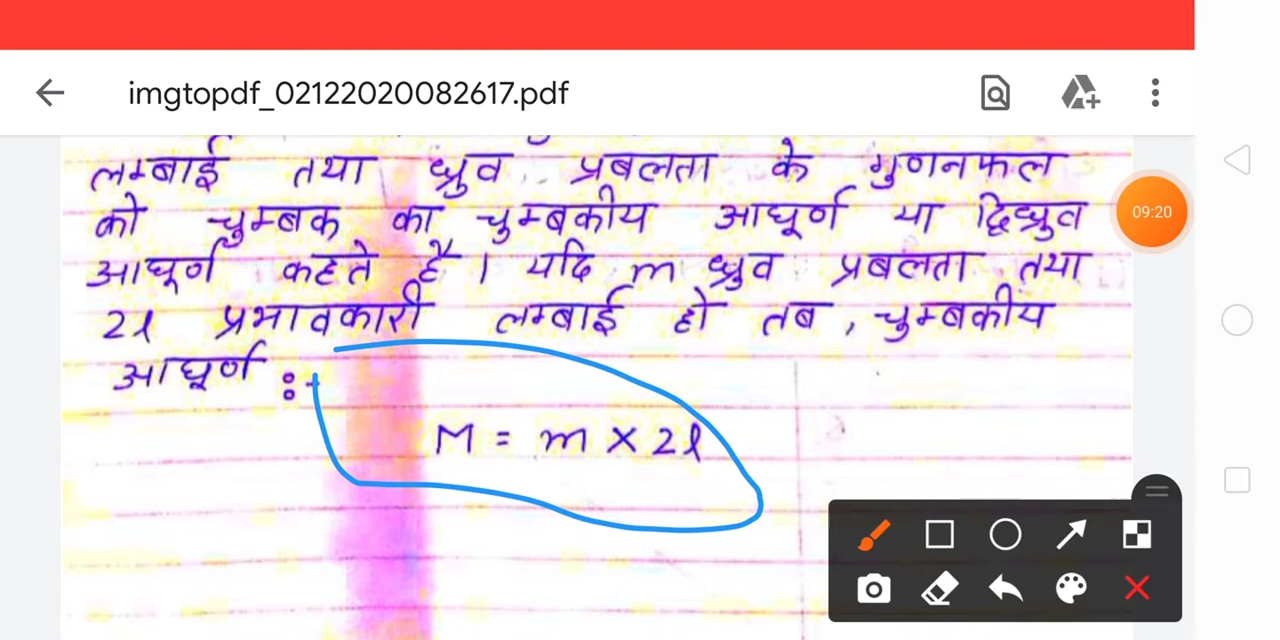 imgtopdf_02122020082617.pdf
लम्बाई तथा ध्रुव प्रबलता के गुणनफल
09:20
को चुम्बक का चुम्बकीय आघूर्ण या द्विध्रुव
आघूर्ण कहते हैं । यदि m ध्रुव प्रबलता तथा
2l प्रभावकारी लम्बाई हो तब , चुम्बकीय
आघूर्ण :-
M = m × 2l